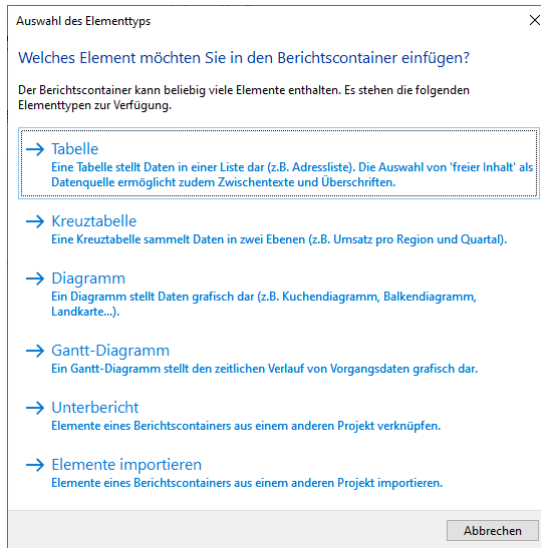 Auswahl des Elementtyps
Welches Element möchten Sie in den Berichtscontainer einfügen?
Der Berichtscontainer kann beliebig viele Elemente enthalten. Es stehen die folgenden
Elementtypen zur Verfügung.
Tabelle
Eine Tabelle stellt Daten in einer Liste dar (z.B. Adressliste). Die Auswahl von 'freier Inhalt' als
Datenquelle ermöglicht zudem Zwischentexte und Überschriften.
Kreuztabelle
Eine Kreuztabelle sammelt Daten in zwei Ebenen (z.B. Umsatz pro Region und Quartal).
Diagramm
Ein Diagramm stellt Daten grafisch dar (z.B. Kuchendiagramm, Balkendiagramm,
Landkarte...).
Gantt-Diagramm
Ein Gantt-Diagramm stellt den zeitlichen Verlauf von Vorgangsdaten grafisch dar.
Unterbericht
Elemente eines Berichtscontainers aus einem anderen Projekt verknüpfen.
Elemente importieren
Elemente eines Berichtscontainers aus einem anderen Projekt importieren.
Abbrechen